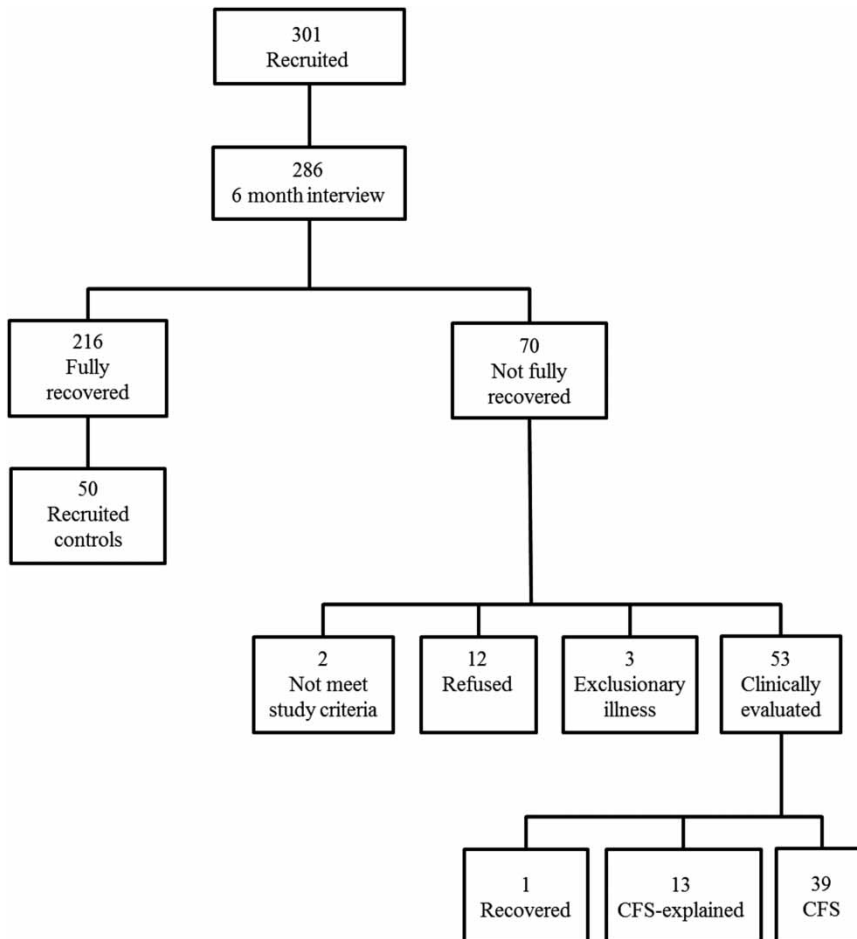 301
Recruited
286
6 month interview
216
Fully
recovered
70
Not fully
recovered
50
Recruited
controls
2
Not meet
study criteria
12
Refused
3
Exclusionary
illness
53
Clinically
evaluated
1
Recovered
13
CFS-explained
39
CFS